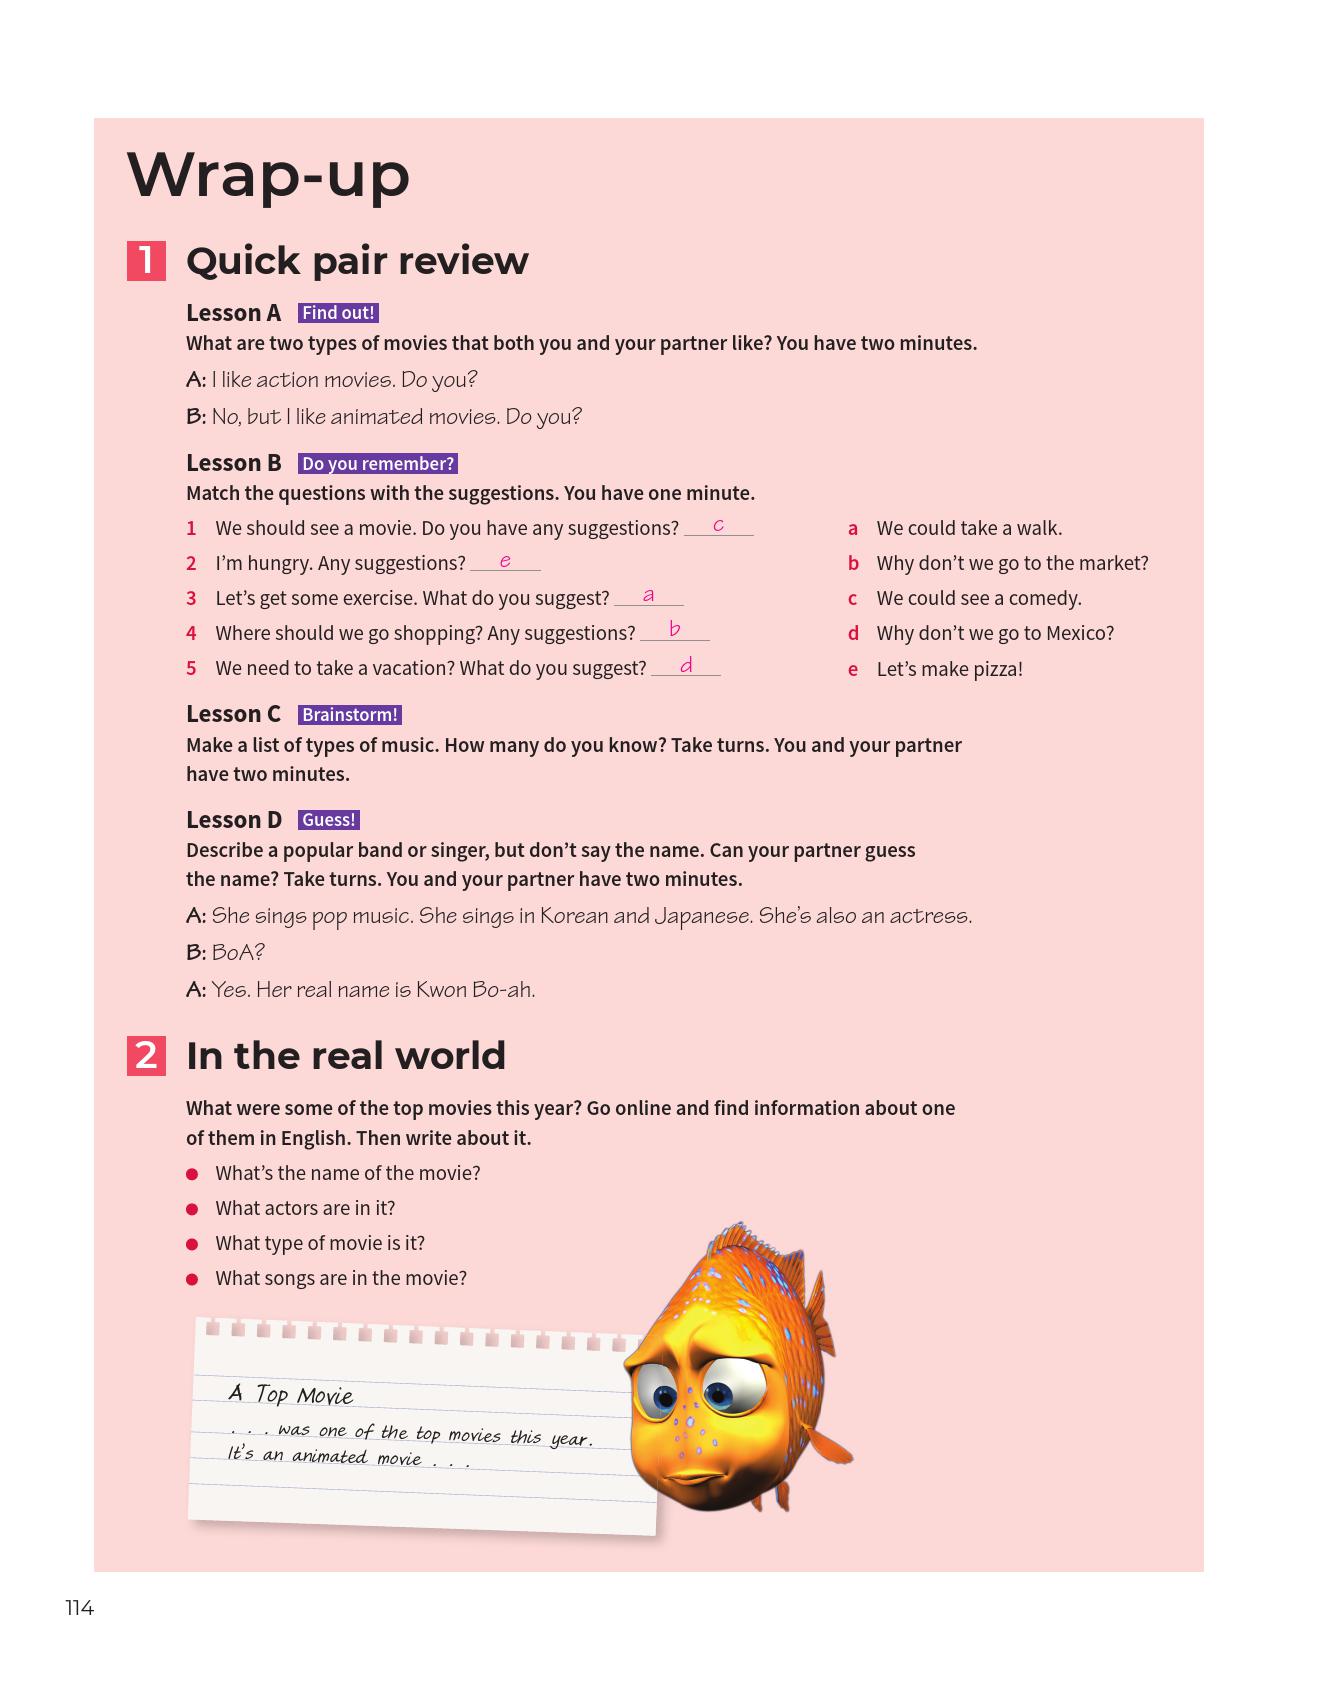 Wrap-up
1 Quick pair review
Lesson A Find out!
What are two types of movies that both you and your partner like? You have two minutes.
A: I like action movies. Do you?
B: No, but I like animated movies. Do you?
Lesson B Do you remember?
Match the questions with the suggestions. You have one minute.
1 We should see a movie. Do you have any suggestions? c
2 I’m hungry. Any suggestions? e
3 Let’s get some exercise. What do you suggest? a
4 Where should we go shopping? Any suggestions? b
5 We need to take a vacation? What do you suggest? d
a We could take a walk.
b Why don’t we go to the market?
c We could see a comedy.
d Why don’t we go to Mexico?
e Let’s make pizza!
Lesson C Brainstorm!
Make a list of types of music. How many do you know? Take turns. You and your partner
have two minutes.
Lesson D Guess!
Describe a popular band or singer, but don’t say the name. Can your partner guess
the name? Take turns. You and your partner have two minutes.
A: She sings pop music. She sings in Korean and Japanese. She’s also an actress.
B: BoA?
A: Yes. Her real name is Kwon Bo-ah.
2 In the real world
What were some of the top movies this year? Go online and find information about one
of them in English. Then write about it.
● What’s the name of the movie?
● What actors are in it?
● What type of movie is it?
● What songs are in the movie?
A Top Movie
. . . was one of the top movies this year.
It’s an animated movie . . .
114